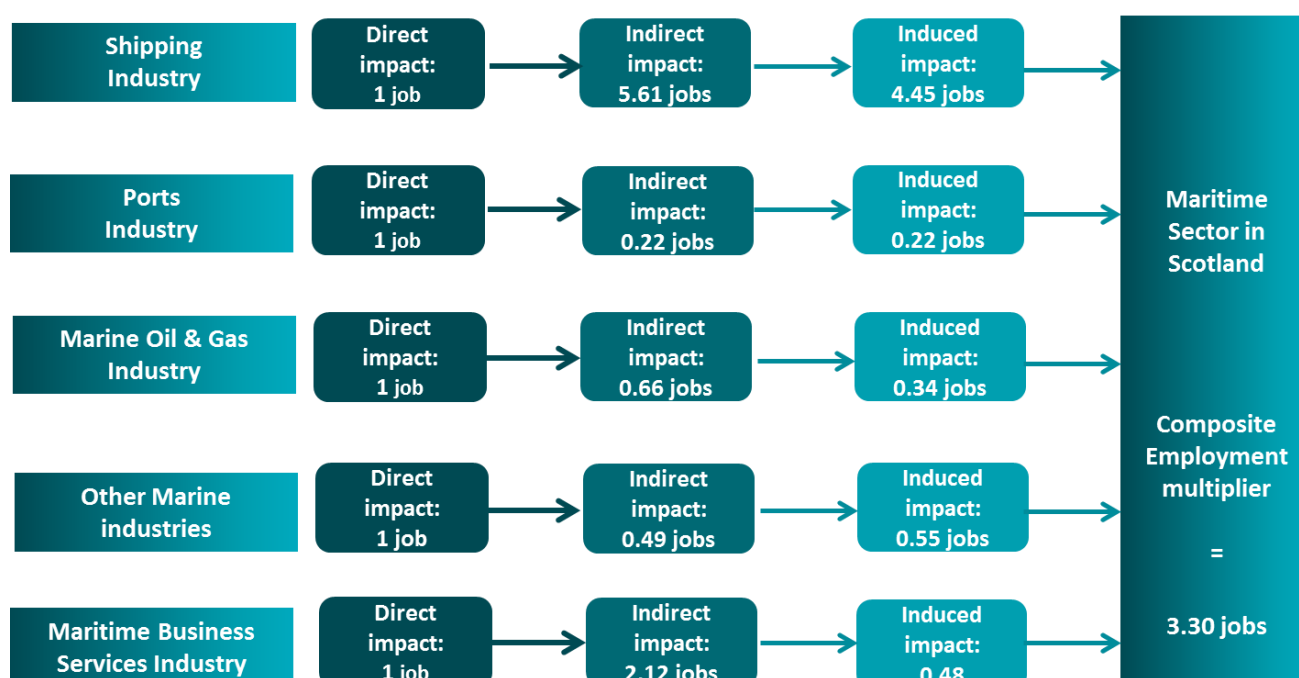 Shipping
Industry
Direct
impact:
1 job
Indirect
impact:
5.61 jobs
Induced
impact:
4.45 jobs
Ports
Industry
Direct
impact:
1 job
Indirect
impact:
0.22 jobs
Induced
impact:
0.22 jobs
Marine Oil & Gas
Industry
Direct
impact:
1 job
Indirect
impact:
0.66 jobs
Induced
impact:
0.34 jobs
Other Marine
industries
Direct
impact:
1 job
Indirect
impact:
0.49 jobs
Induced
impact:
0.55 jobs
Maritime Business
Services Industry
Direct
impact:
1 job
Indirect
impact:
2.12 jobs
Induced
impact:
0.48
Maritime
Sector in
Scotland
Composite
Employment
multiplier
=
3.30 jobs